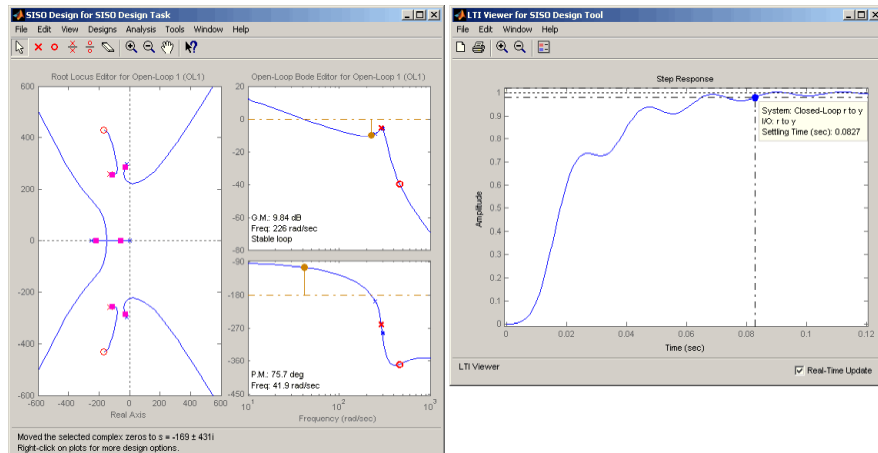 SISO Design for SISO Design Task
File Edit View Designs Analysis Tools Window Help
Root Locus Editor for Open-Loop 1 (OL1)
600
400
200
0
-200
-400
-600
-600 -400 -200 0 200 400 600
Real Axis
Open-Loop Bode Editor for Open-Loop 1 (OL1)
20
0
-20
-40
-60
-80
G.M.: 9.84 dB
Freq: 226 rad/sec
Stable loop
-90
-180
-270
-360
-450
P.M.: 75.7 deg
Freq: 41.9 rad/sec
10^1 10^2 10^3
Frequency (rad/sec)
Moved the selected complex zeros to s = -169 ± 431i
Right-click on plots for more design options.
LTI Viewer for SISO Design Tool
File Edit Window Help
Step Response
Amplitude
1
0.9
0.8
0.7
0.6
0.5
0.4
0.3
0.2
0.1
0
System: Closed-Loop r to y
I/O: r to y
Settling Time (sec): 0.0827
0 0.02 0.04 0.06 0.08 0.1 0.12
Time (sec)
LTI Viewer
Real-Time Update